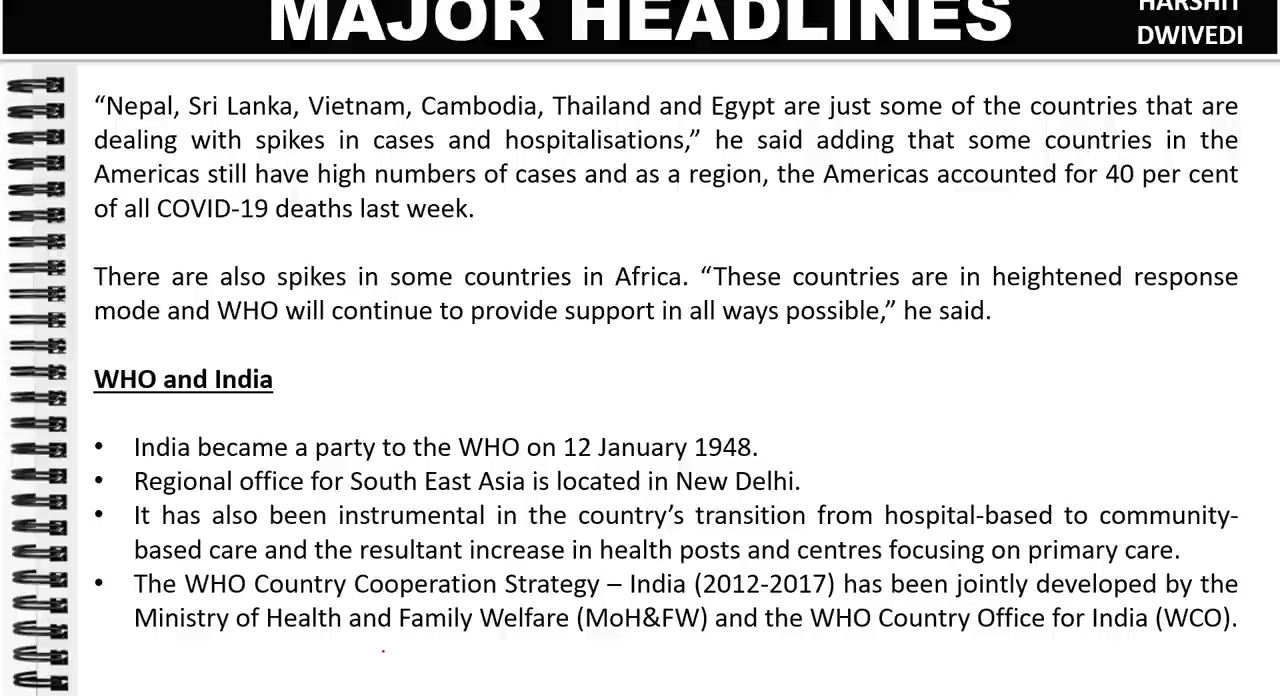 MAJOR HEADLINES
HARSHIT
DWIVEDI
“Nepal, Sri Lanka, Vietnam, Cambodia, Thailand and Egypt are just some of the countries that are
dealing with spikes in cases and hospitalisations,” he said adding that some countries in the
Americas still have high numbers of cases and as a region, the Americas accounted for 40 per cent
of all COVID-19 deaths last week.
There are also spikes in some countries in Africa. “These countries are in heightened response
mode and WHO will continue to provide support in all ways possible,” he said.
WHO and India
• India became a party to the WHO on 12 January 1948.
• Regional office for South East Asia is located in New Delhi.
• It has also been instrumental in the country’s transition from hospital-based to community-
based care and the resultant increase in health posts and centres focusing on primary care.
• The WHO Country Cooperation Strategy – India (2012-2017) has been jointly developed by the
Ministry of Health and Family Welfare (MoH&FW) and the WHO Country Office for India (WCO).